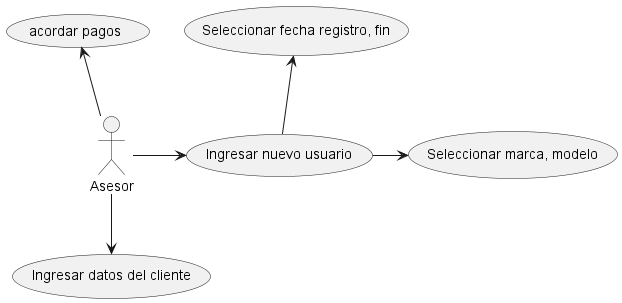 acordar pagos
Seleccionar fecha registro, fin
Ingresar nuevo usuario
Seleccionar marca, modelo
Asesor
Ingresar datos del cliente